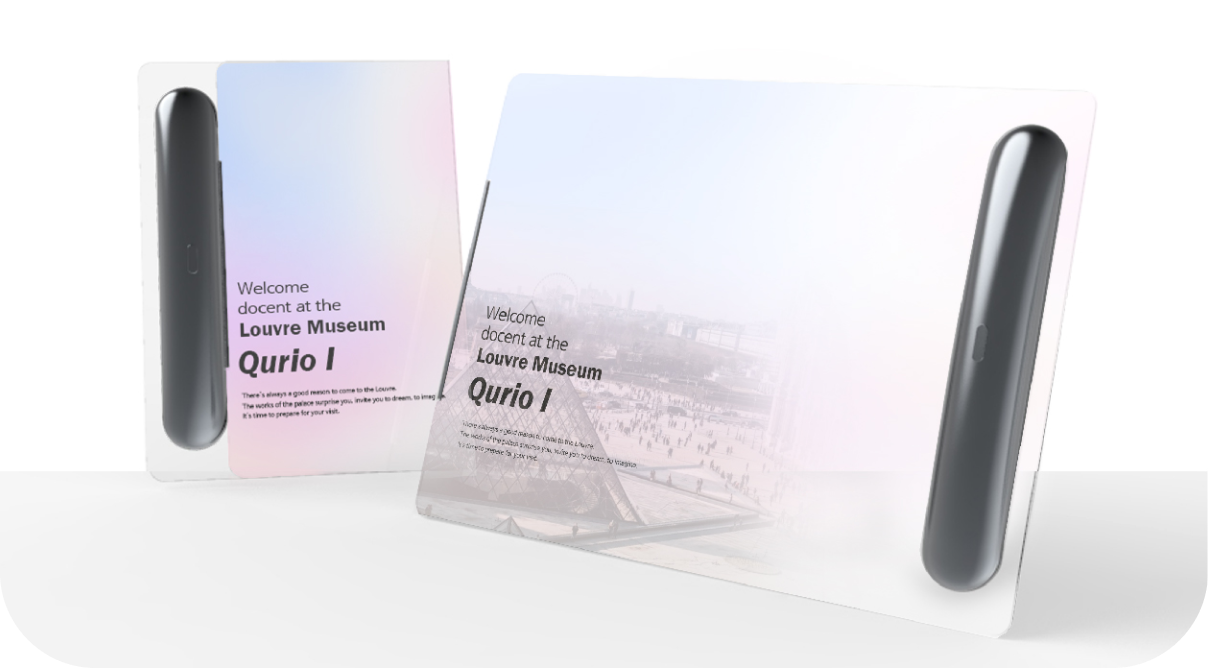 Welcome
docent at the
Louvre Museum
Qurio I
There's always a good reason to come to the Louvre.
The works of the palace surprise you, invite you to dream, to imag
It's time to prepare for your visit.
Welcome
docent at the
Louvre Museum
Qurio I
always a good reason to come to the Louvre.
The works of the palace surprise you, invite you to dream, to imagine.
It's time to prepare for your visit.